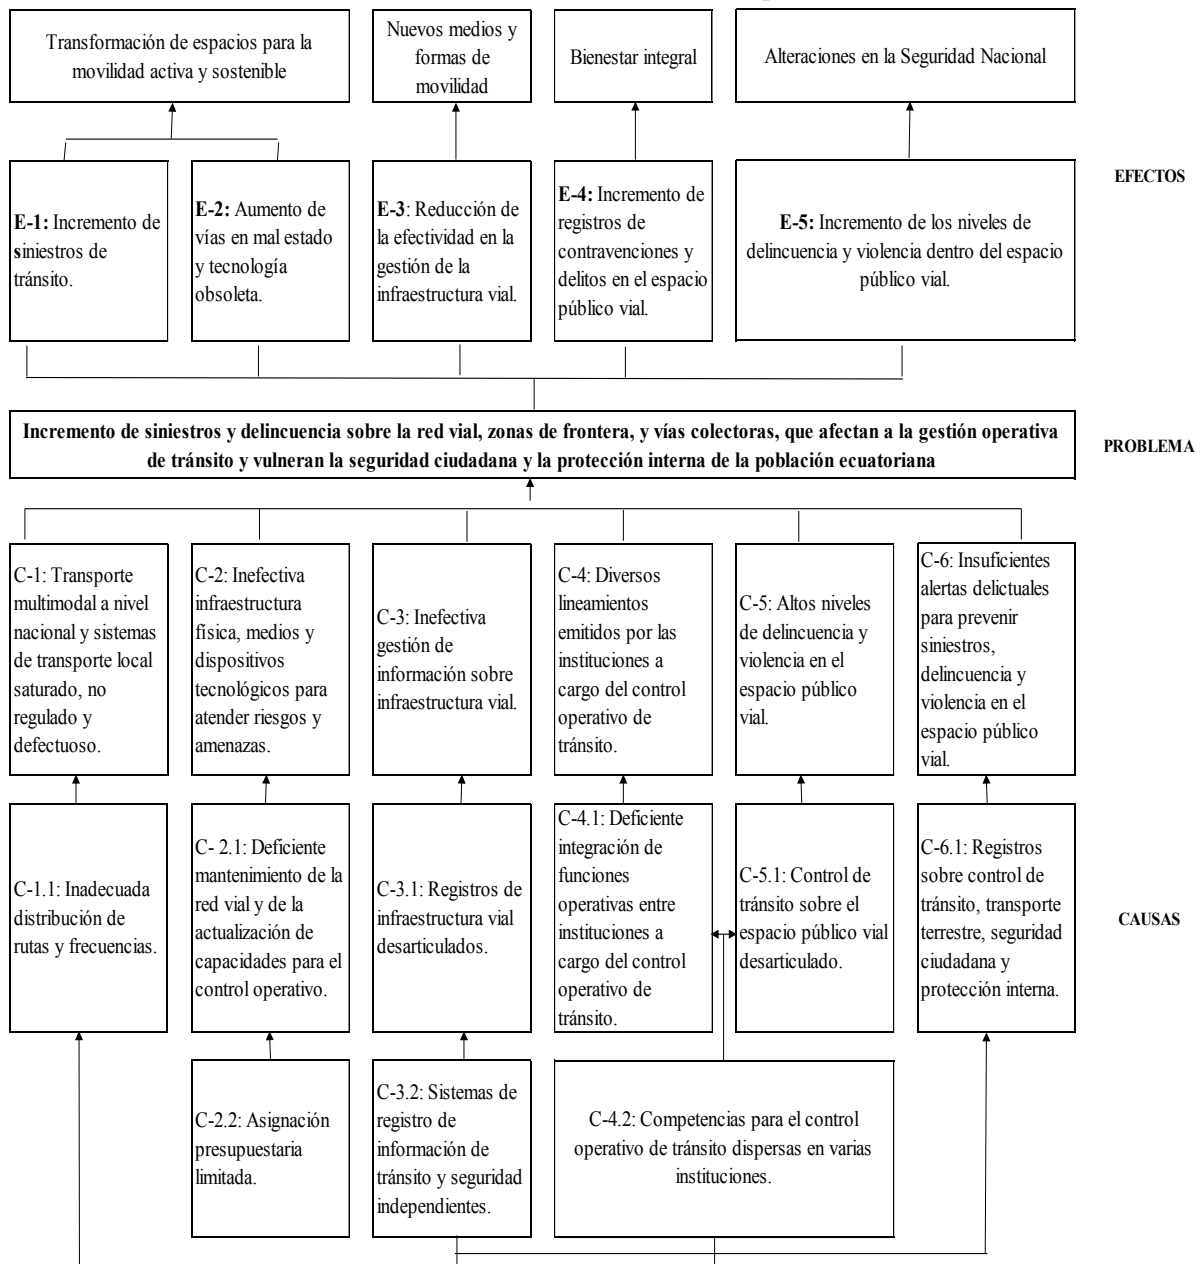 Transformación de espacios para la
movilidad activa y sostenible
Nuevos medios y
formas de
movilidad
Bienestar integral
Alteraciones en la Seguridad Nacional
EFECTOS
E-1: Incremento de
siniestros de
tránsito.
E-2: Aumento de
vías en mal estado
y tecnología
obsoleta.
E-3: Reducción de
la efectividad en la
gestión de la
infraestructura vial.
E-4: Incremento de
registros de
contravenciones y
delitos en el espacio
público vial.
E-5: Incremento de los niveles de
delincuencia y violencia dentro del espacio
público vial.
Incremento de siniestros y delincuencia sobre la red vial, zonas de frontera, y vías colectoras, que afectan a la gestión operativa
de tránsito y vulneran la seguridad ciudadana y la protección interna de la población ecuatoriana
PROBLEMA
C-1: Transporte
multimodal a nivel
nacional y sistemas
de transporte local
saturado, no
regulado y
defectuoso.
C-2: Inefectiva
infraestructura
física, medios y
dispositivos
tecnológicos para
atender riesgos y
amenazas.
C-3: Inefectiva
gestión de
información sobre
infraestructura vial.
C-4: Diversos
lineamientos
emitidos por las
instituciones a
cargo del control
operativo de
tránsito.
C-5: Altos niveles
de delincuencia y
violencia en el
espacio público
vial.
C-6: Insuficientes
alertas delictuales
para prevenir
siniestros,
delincuencia y
violencia en el
espacio público
vial.
C-1.1: Inadecuada
distribución de
rutas y frecuencias.
C- 2.1: Deficiente
mantenimiento de la
red vial y de la
actualización de
capacidades para el
control operativo.
C-3.1: Registros de
infraestructura vial
desarticulados.
C-4.1: Deficiente
integración de
funciones
operativas entre
instituciones a
cargo del control
operativo de
tránsito.
C-5.1: Control de
tránsito sobre el
espacio público vial
desarticulado.
C-6.1: Registros
sobre control de
tránsito, transporte
terrestre, seguridad
ciudadana y
protección interna.
CAUSAS
C-2.2: Asignación
presupuestaria
limitada.
C-3.2: Sistemas de
registro de
información de
tránsito y seguridad
independientes.
C-4.2: Competencias para el control
operativo de tránsito dispersas en varias
instituciones.